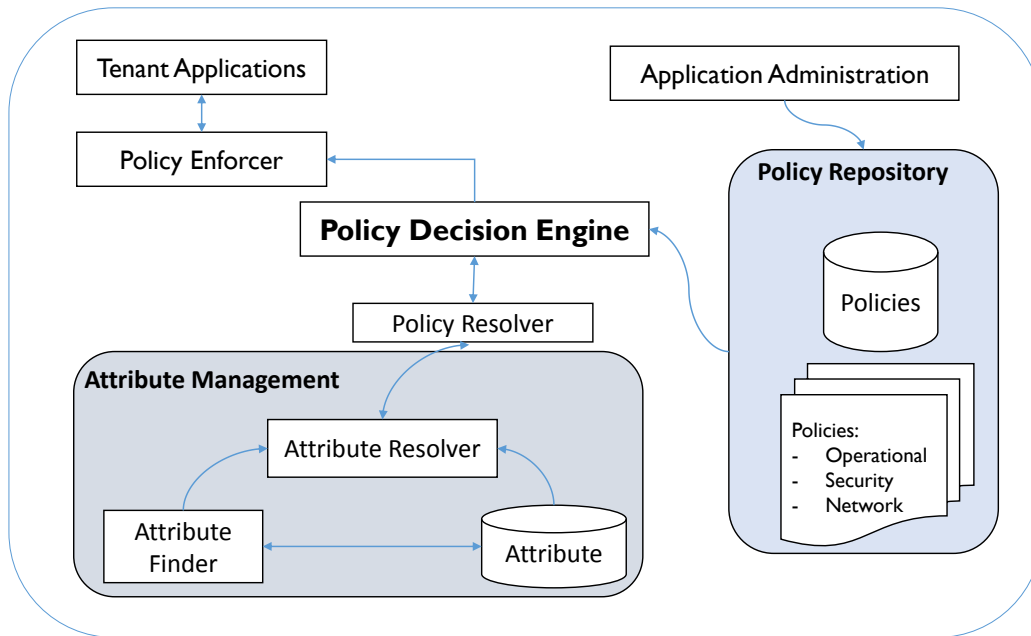 Tenant Applications
Application Administration
Policy Enforcer
Policy Repository
Policy Decision Engine
Policies
Policy Resolver
Attribute Management
Attribute Resolver
Policies:
- Operational
- Security
- Network
Attribute
Finder
Attribute